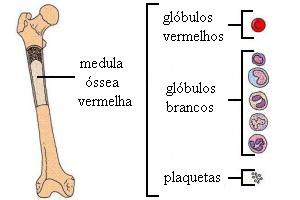 medula
óssea
vermelha
glóbulos
vermelhos
glóbulos
brancos
plaquetas